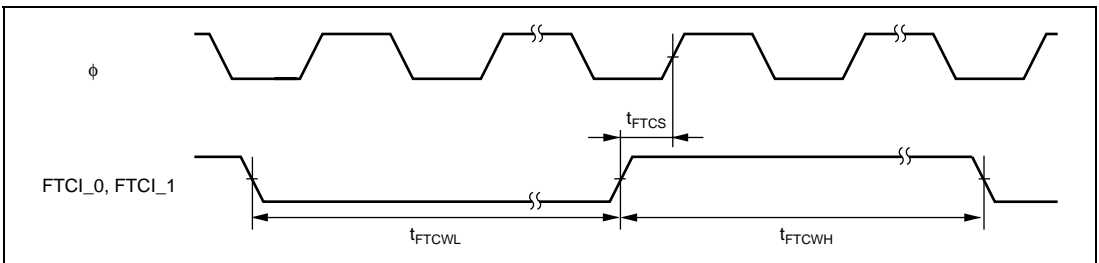 ϕ
tFTCS
FTCI_0, FTCI_1
tFTCWL
tFTCWH